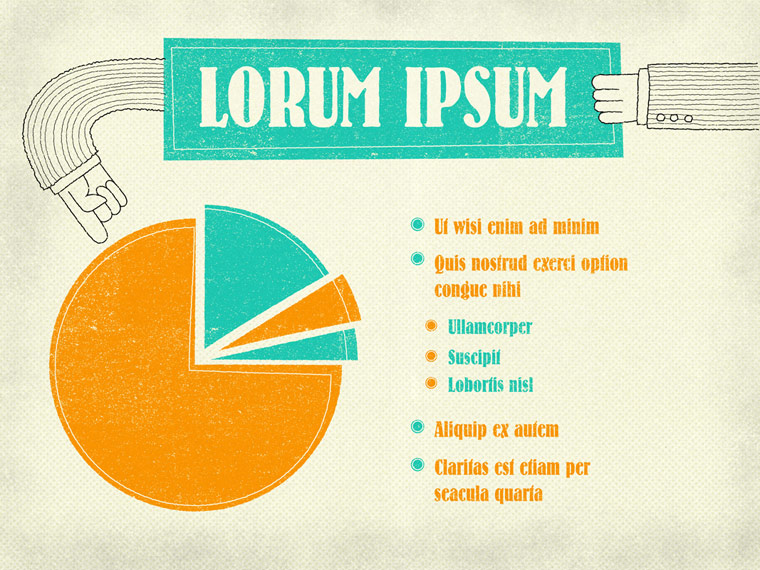 LORUM IPSUM
Ut wisi enim ad minim
Quis nostrud exerci option
congue nihi
Ullamcorper
Suscipit
Lobortis nisl
Aliquip ex autem
Claritas est etiam per
seacula quarta